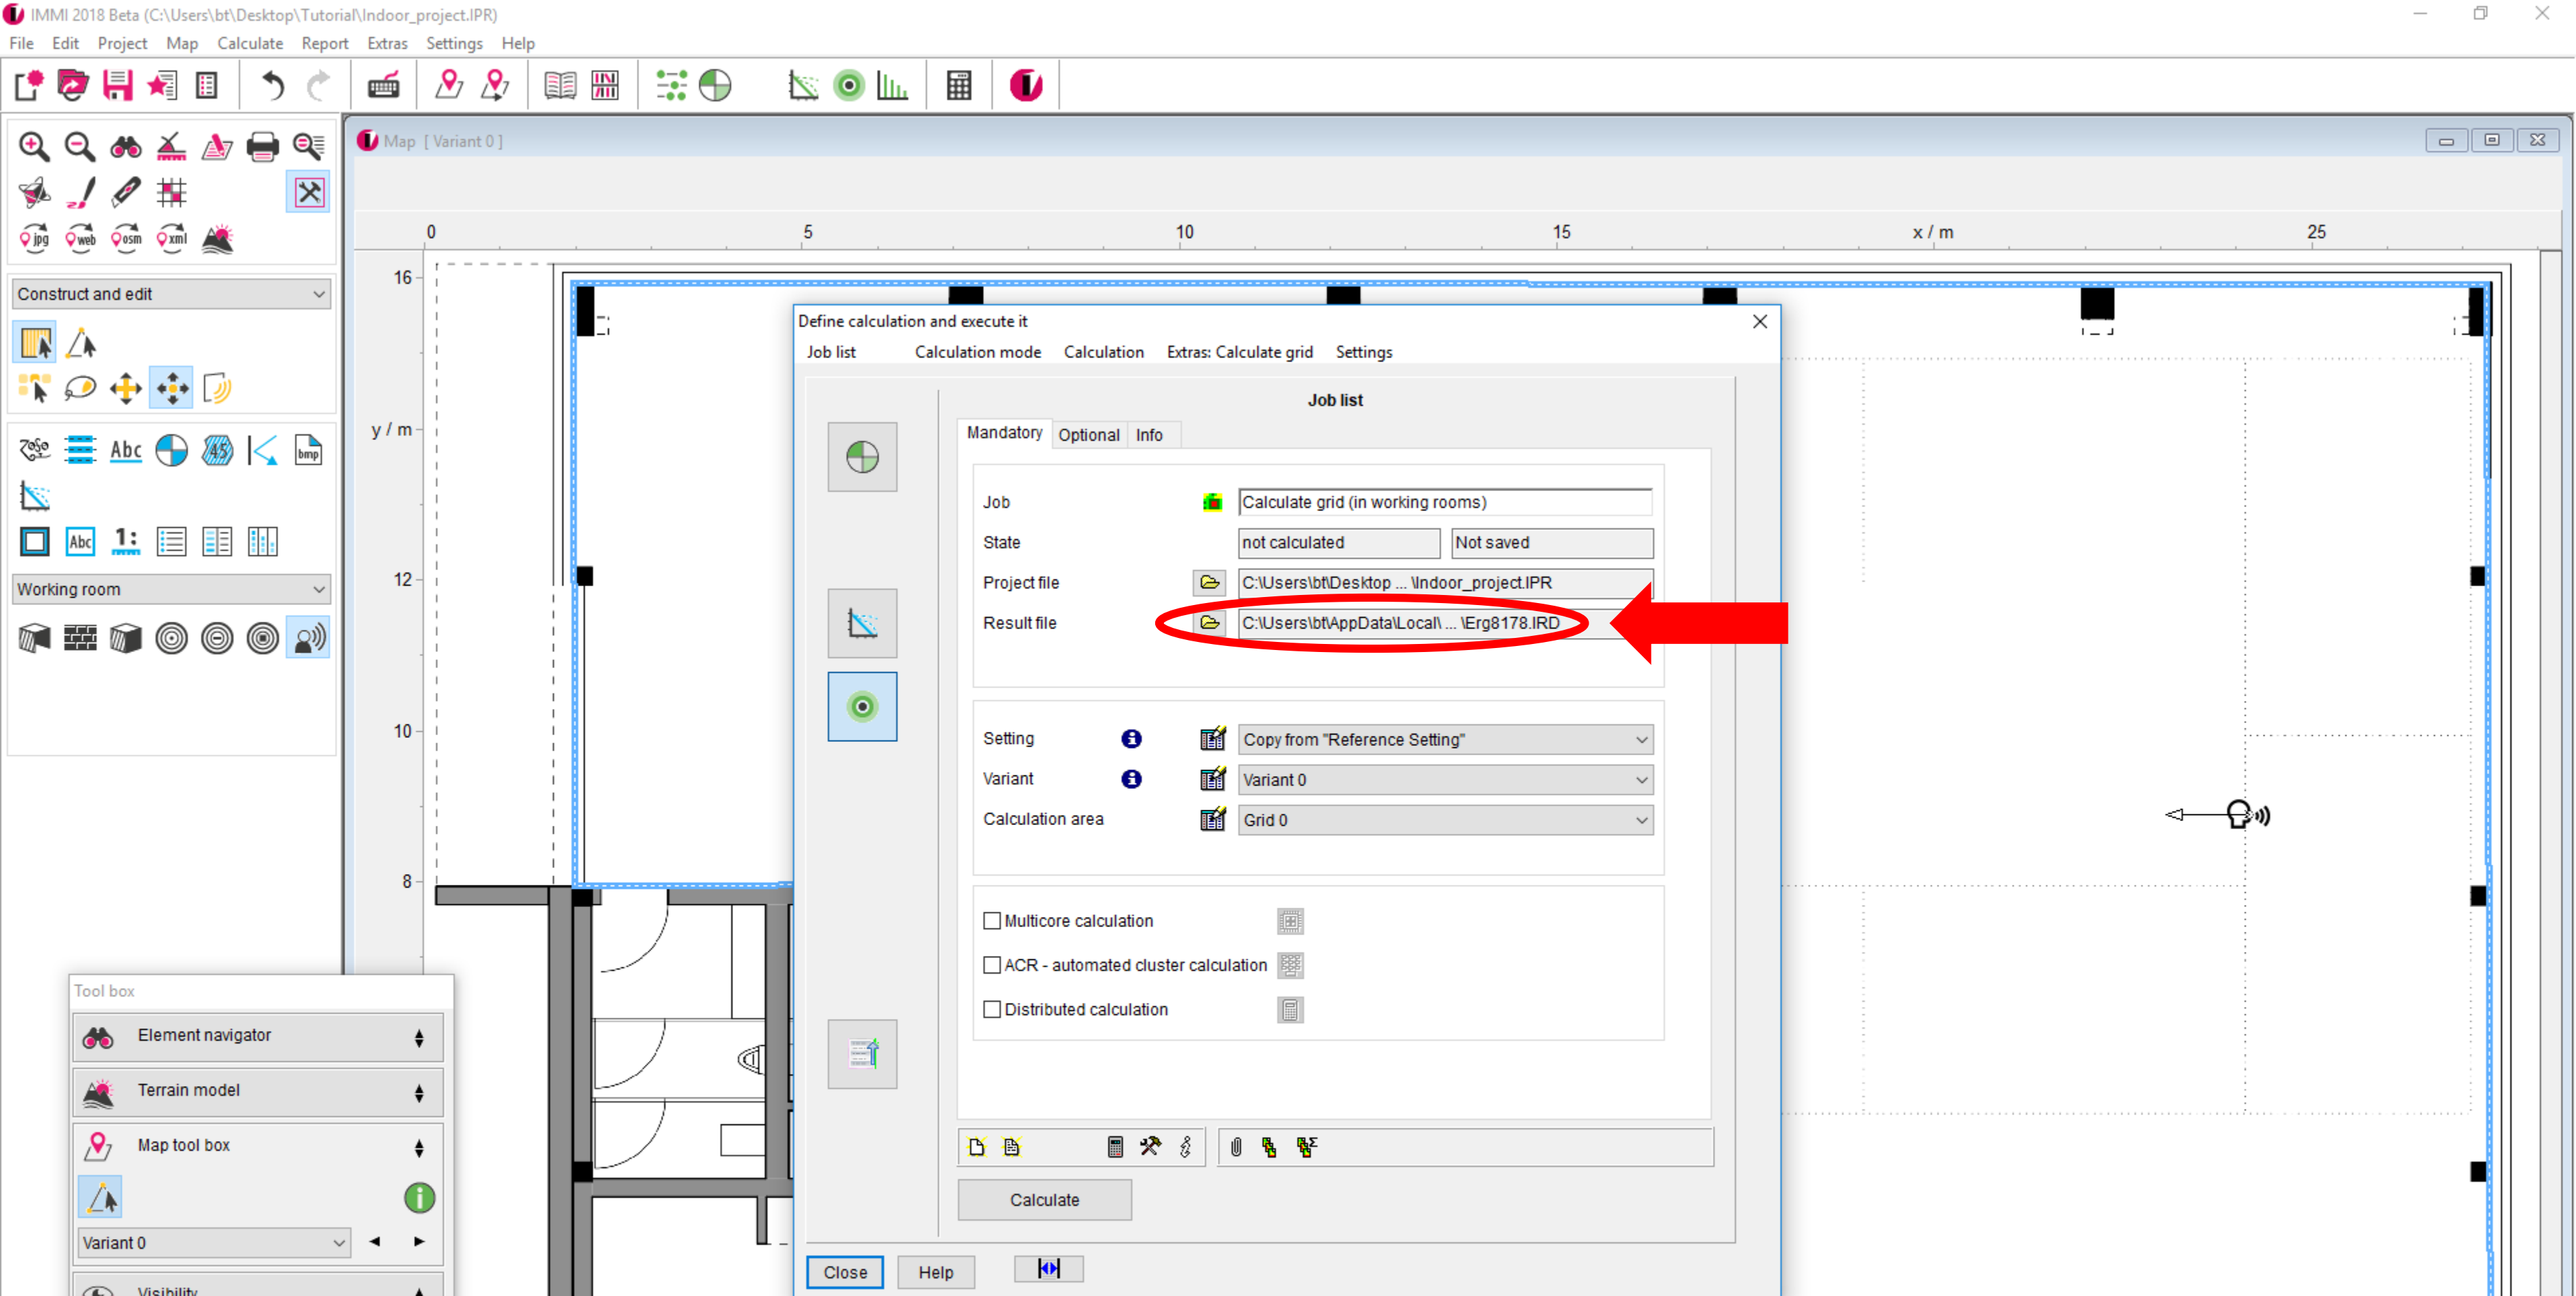 IMMI 2018 Beta (C:\Users\bt\Desktop\Tutorial\Indoor_project.IPR)
File Edit Project Map Calculate Report Extras Settings Help
Map [ Variant 0 ]
jpg web osm xml
0 5 10 15 x / m 25
16
Construct and edit
Define calculation and execute it
Job list Calculation mode Calculation Extras: Calculate grid Settings
Job list
y / m
Mandatory Optional Info
Abc 45 bmp
Job Calculate grid (in working rooms)
Abc 1:
State not calculated Not saved
12
Working room
Project file C:\Users\bt\Desktop ... \Indoor_project.IPR
Result file C:\Users\bt\AppData\Local\ ... \Erg8178.IRD
10
Setting Copy from "Reference Setting"
Variant Variant 0
Calculation area Grid 0
8
Multicore calculation
ACR - automated cluster calculation
Distributed calculation
Tool box
Element navigator
Terrain model
Map tool box
Calculate
Variant 0
Close Help
Visibility